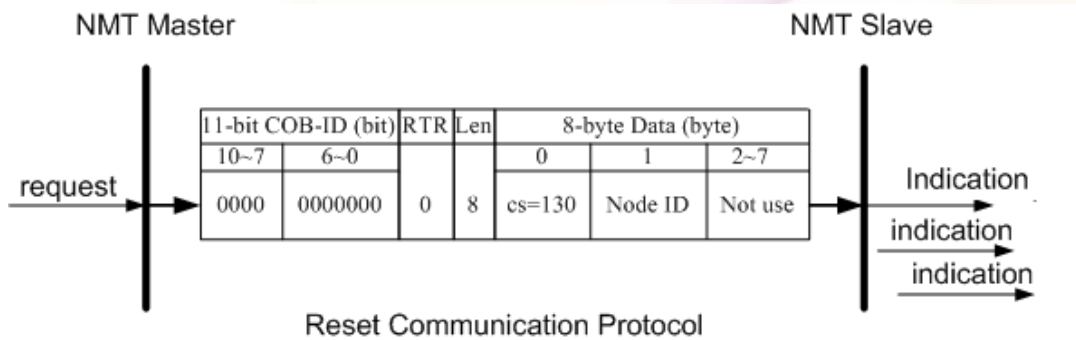 NMT Master NMT Slave
11-bit COB-ID (bit) RTR Len 8-byte Data (byte)
10~7 6~0 0 1 2~7
request 0000 0000000 0 8 cs=130 Node ID Not use Indication
indication
indication
Reset Communication Protocol